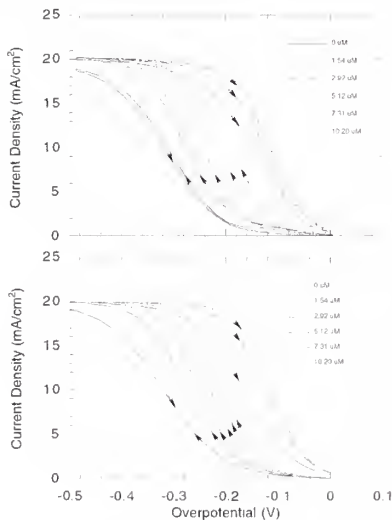 25
20
15
10
5
0
Current Density (mA/cm²)
0 uM
1.54 uM
2.92 uM
5.12 uM
7.31 uM
10.20 uM
25
20
15
10
5
0
Current Density (mA/cm²)
0 uM
1.54 uM
2.92 uM
5.12 uM
7.31 uM
10.20 uM
-0.5 -0.4 -0.3 -0.2 -0.1 0 0.1
Overpotential (V)